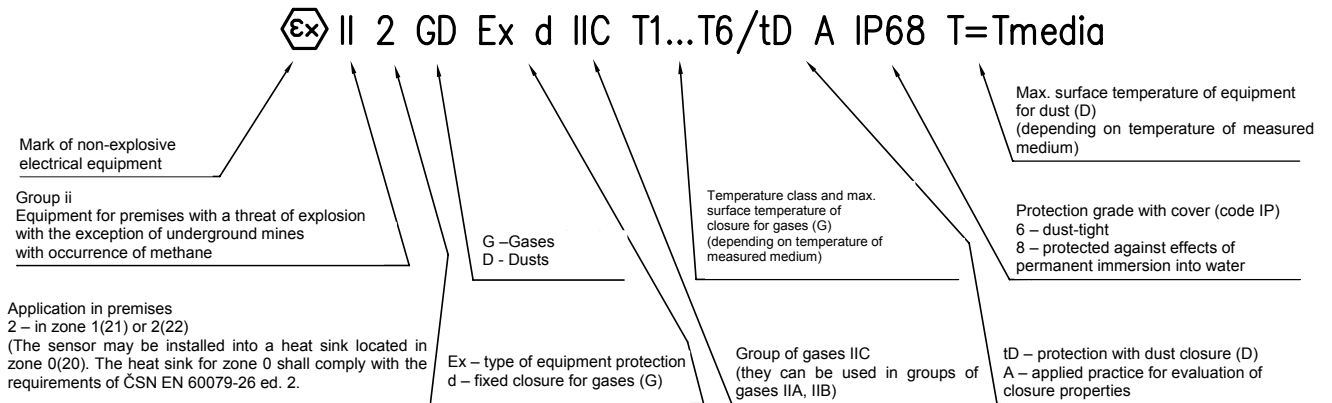 Ex II 2 GD Ex d IIC T1...T6/tD A IP68 T=Tmedia
Mark of non-explosive
electrical equipment
Group ii
Equipment for premises with a threat of explosion
with the exception of underground mines
with occurrence of methane
Application in premises
2 – in zone 1(21) or 2(22)
(The sensor may be installed into a heat sink located in
zone 0(20). The heat sink for zone 0 shall comply with the
requirements of ČSN EN 60079-26 ed. 2.
G –Gases
D - Dusts
Ex – type of equipment protection
d – fixed closure for gases (G)
Temperature class and max.
surface temperature of
closure for gases (G)
(depending on temperature of
measured medium)
Group of gases IIC
(they can be used in groups of
gases IIA, IIB)
Max. surface temperature of equipment
for dust (D)
(depending on temperature of measured
medium)
Protection grade with cover (code IP)
6 – dust-tight
8 – protected against effects of
permanent immersion into water
tD – protection with dust closure (D)
A – applied practice for evaluation of
closure properties